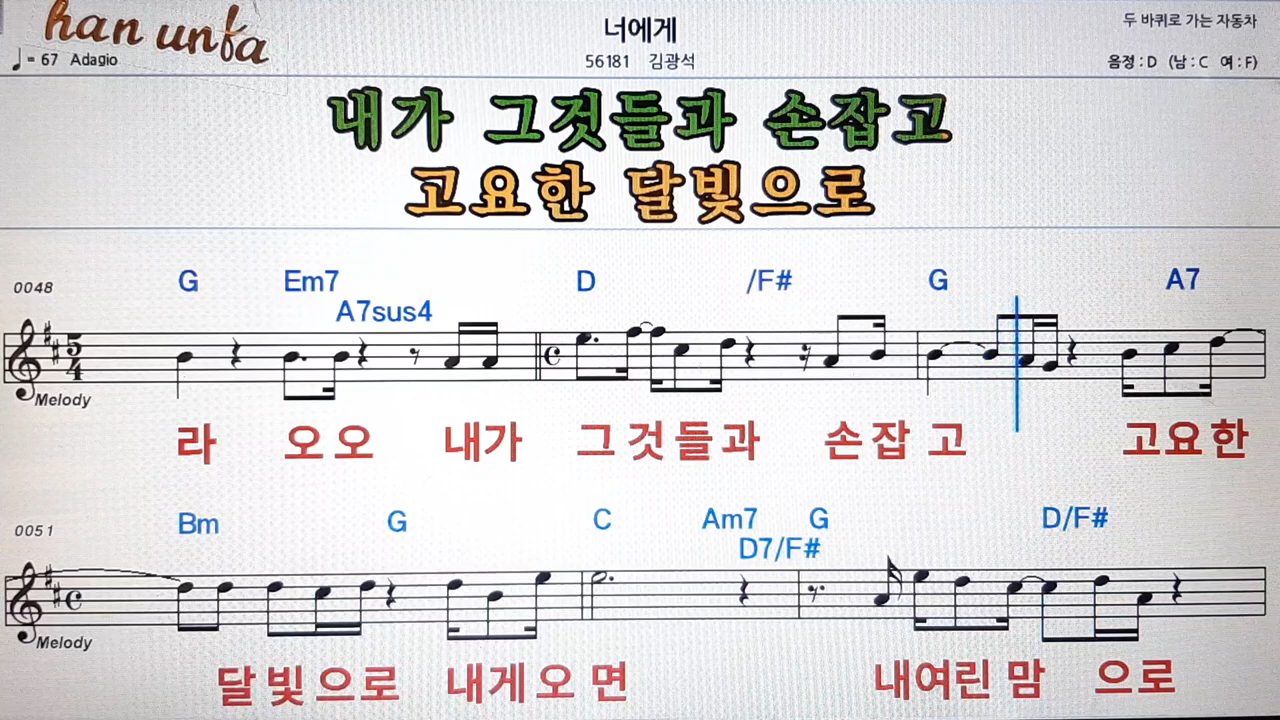 han unfa
너에게
두 바퀴로 가는 자동차
♩= 67 Adagio
56181 김광석
음정 : D (남 : C 여 : F)
내가 그것들과 손잡고
고요한 달빛으로
0048 G Em7 D /F# G A7
A7sus4
5
4
Melody
라 오오 내가 그것들과 손잡고 고요한
0051 Bm G C Am7 G D/F#
D7/F#
Melody
달빛으로 내게오면 내여린맘으로